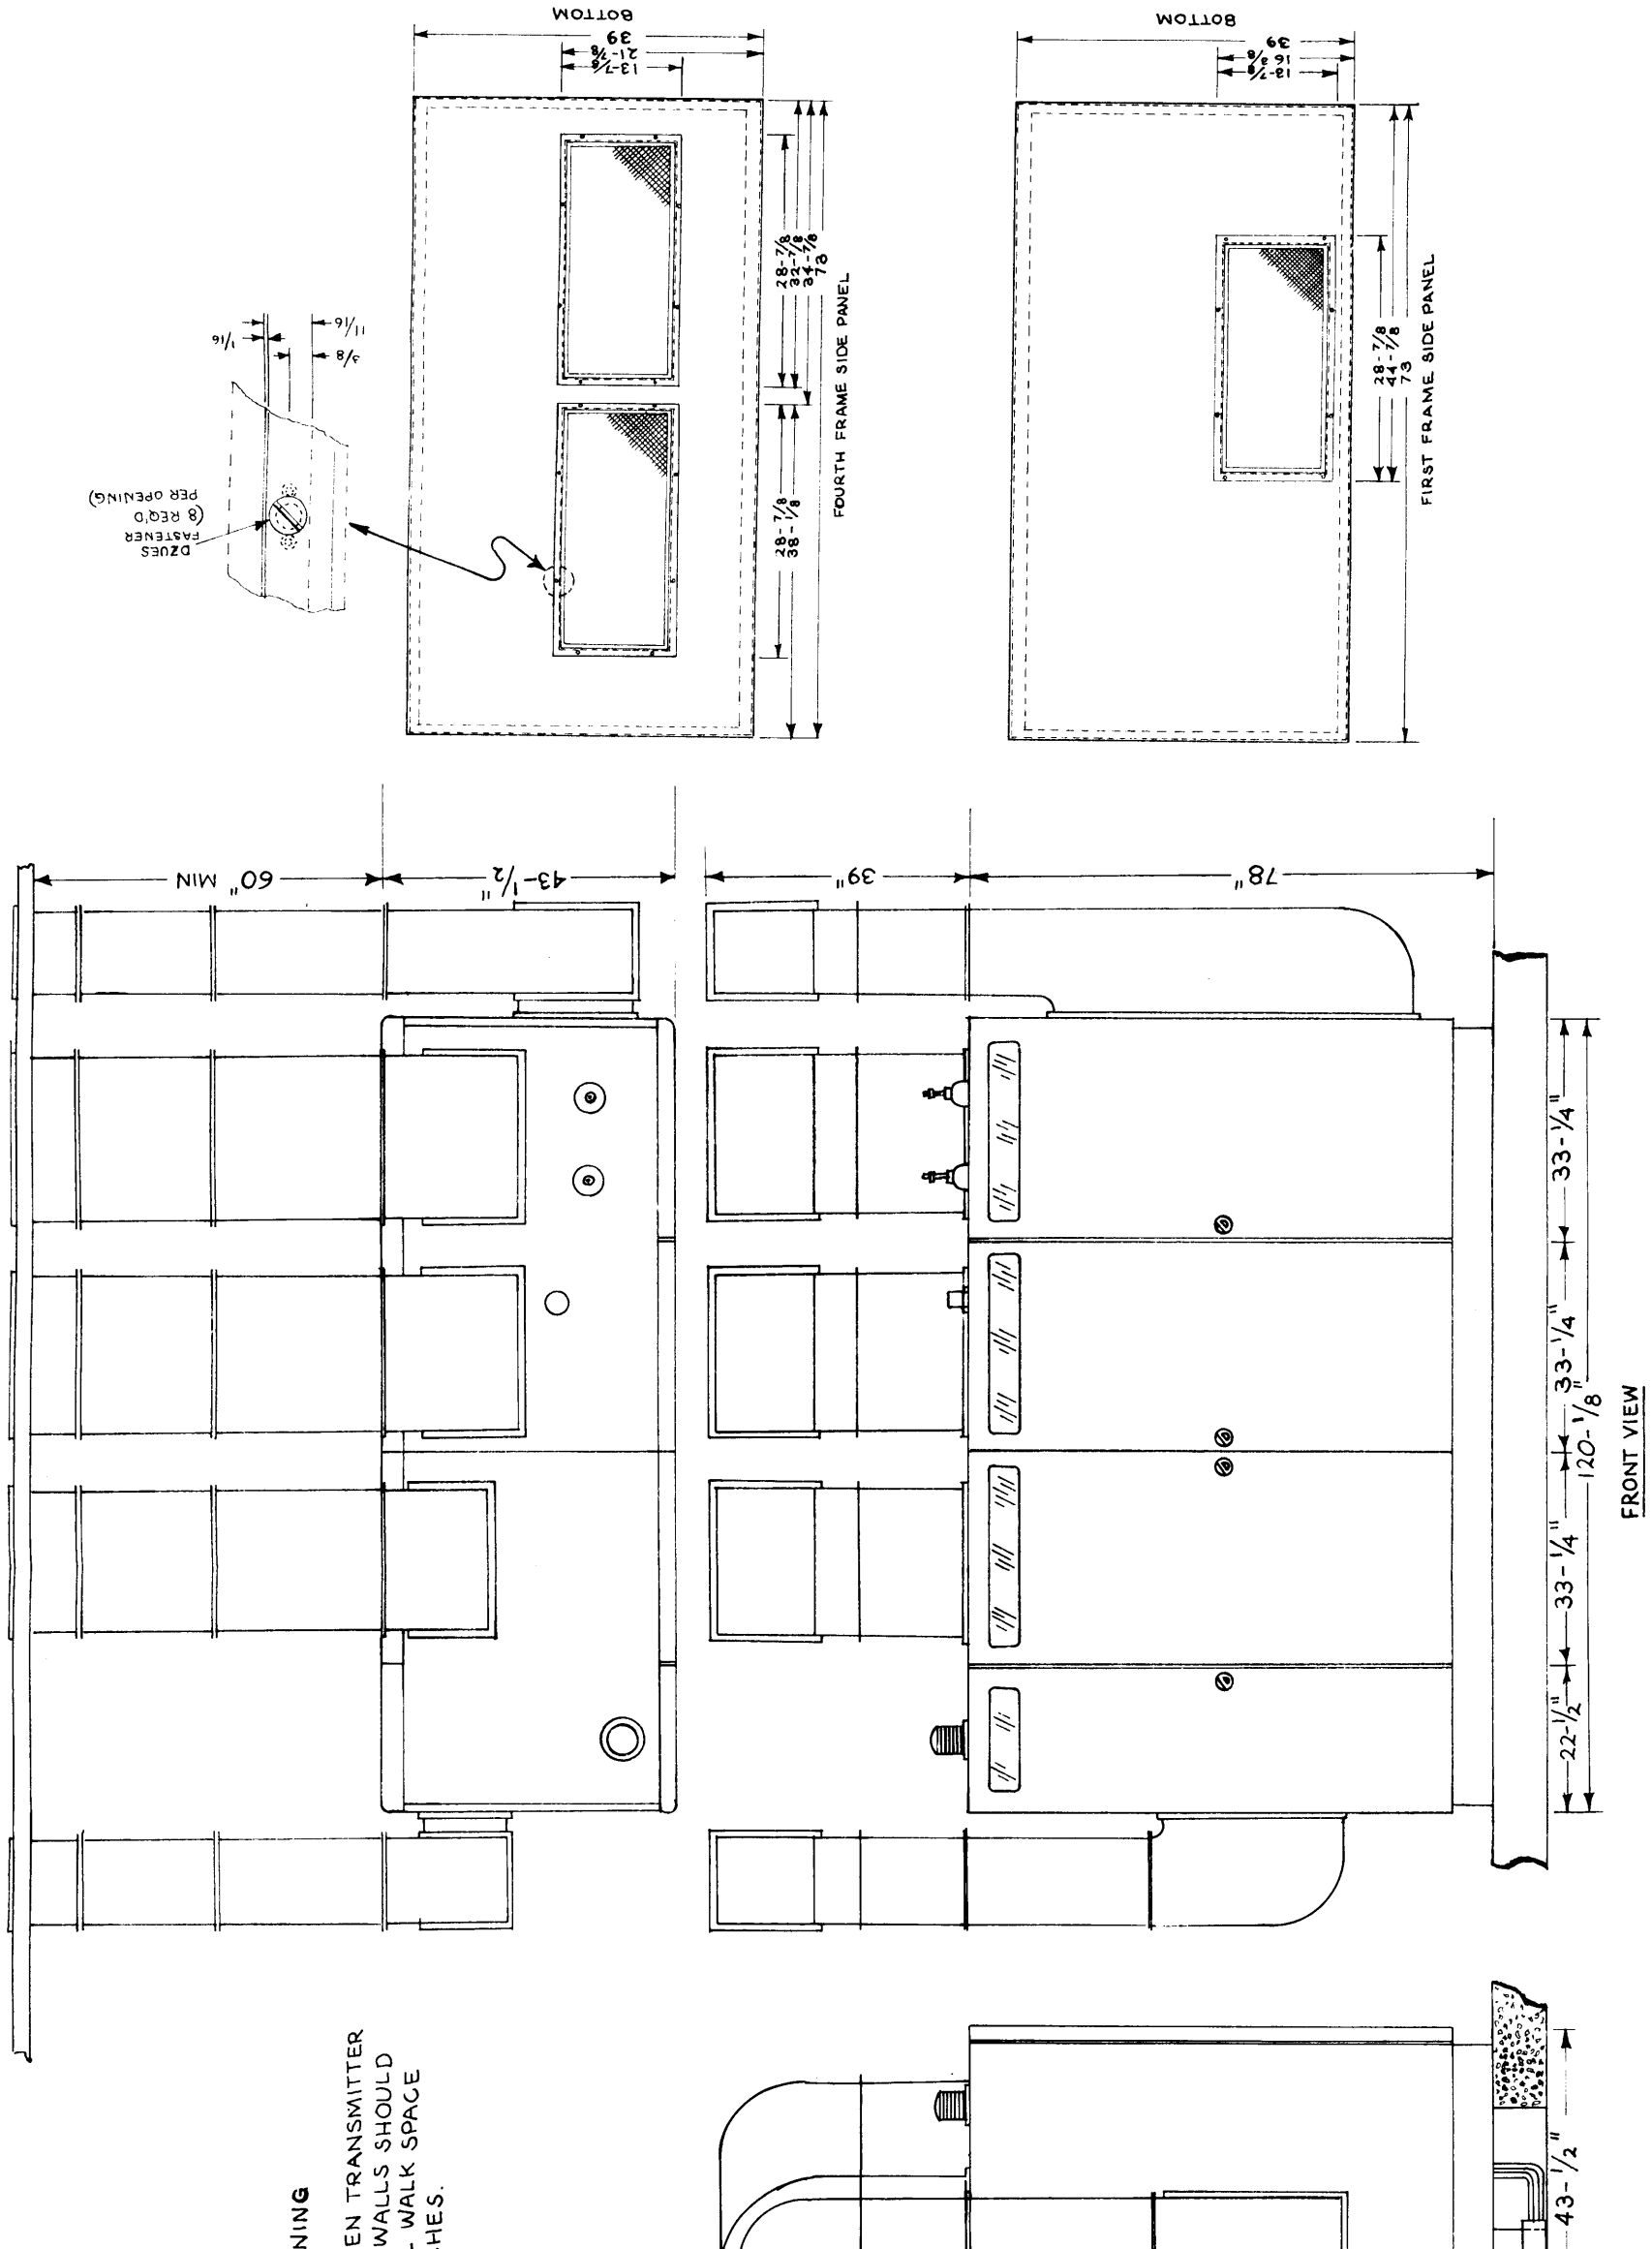 BOTTOM
39
21-7/8
13-7/8
28-7/8
32-7/8
34-7/8
73
28-7/8
38-1/8
FOURTH FRAME SIDE PANEL
1/16
11/16
3/8
DZUES
FASTENER
(8 REQ'D
PER OPENING)
BOTTOM
39
16 3/8
13-7/8
28-7/8
44-7/8
73
FIRST FRAME SIDE PANEL
60" MIN
43-1/2"
39"
78"
22-1/2"
33-1/4"
33-1/4"
33-1/4"
120-1/8"
FRONT VIEW
NING
EN TRANSMITTER
WALLS SHOULD
WALK SPACE
HES.
43-1/2"